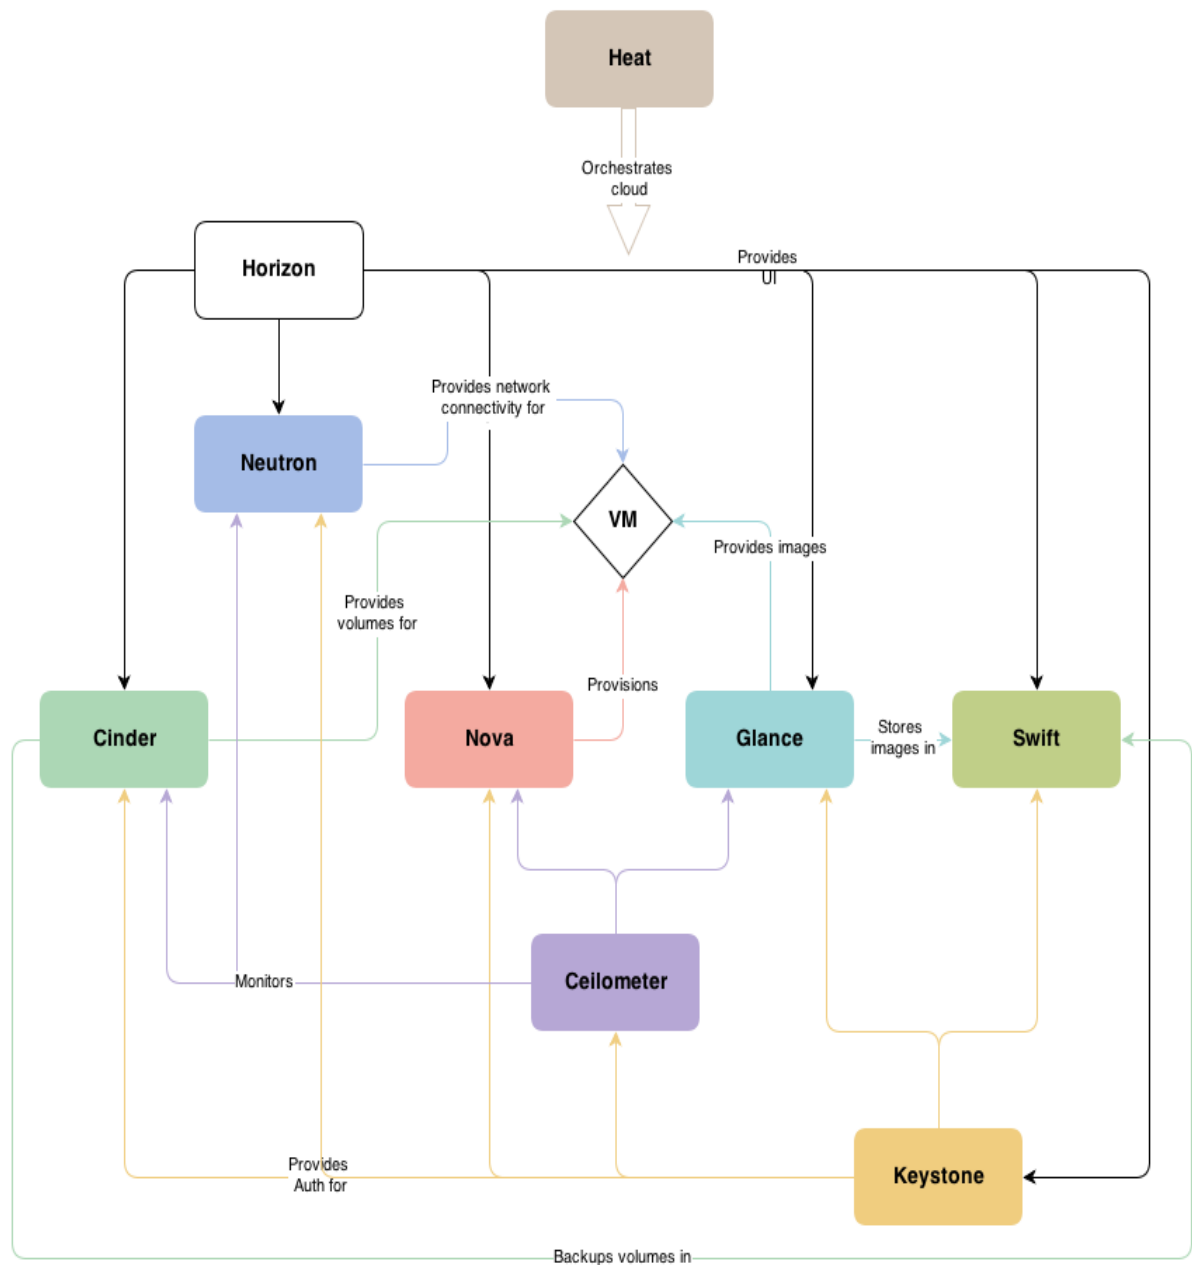 Heat
Orchestrates
cloud
Horizon
Provides
UI
Provides network
connectivity for
Neutron
VM
Provides images
Provides
volumes for
Provisions
Cinder
Nova
Glance
Stores
images in
Swift
Ceilometer
Monitors
Provides
Auth for
Keystone
Backups volumes in